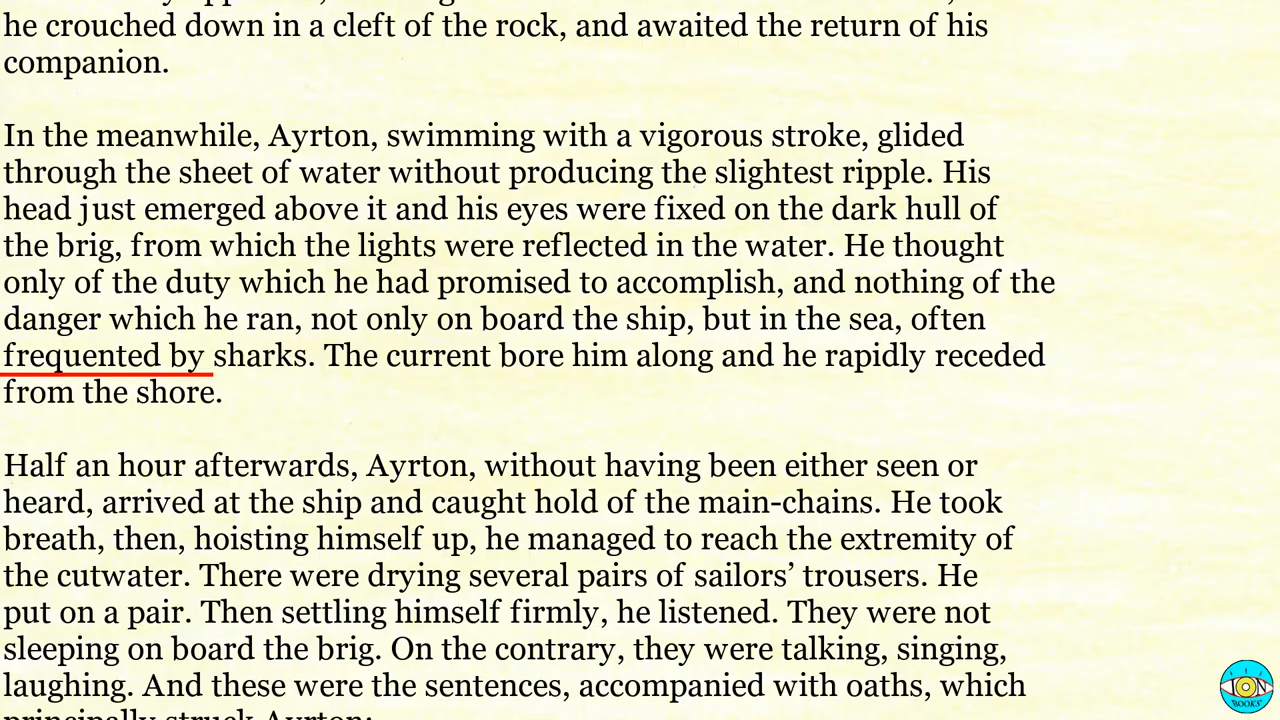 he crouched down in a cleft of the rock, and awaited the return of his
companion.
In the meanwhile, Ayrton, swimming with a vigorous stroke, glided
through the sheet of water without producing the slightest ripple. His
head just emerged above it and his eyes were fixed on the dark hull of
the brig, from which the lights were reflected in the water. He thought
only of the duty which he had promised to accomplish, and nothing of the
danger which he ran, not only on board the ship, but in the sea, often
frequented by sharks. The current bore him along and he rapidly receded
from the shore.
Half an hour afterwards, Ayrton, without having been either seen or
heard, arrived at the ship and caught hold of the main-chains. He took
breath, then, hoisting himself up, he managed to reach the extremity of
the cutwater. There were drying several pairs of sailors’ trousers. He
put on a pair. Then settling himself firmly, he listened. They were not
sleeping on board the brig. On the contrary, they were talking, singing,
laughing. And these were the sentences, accompanied with oaths, which
principally struck Ayrton:
ION
BOOKS